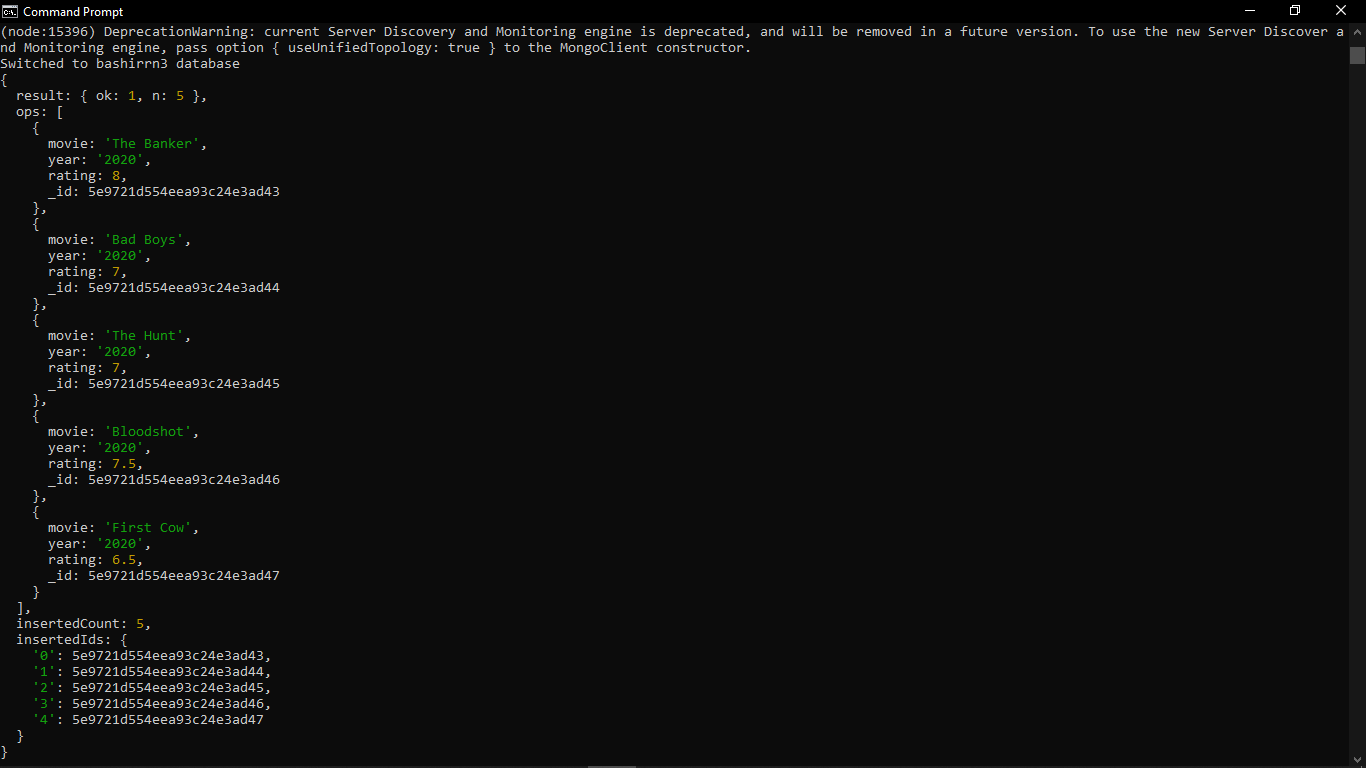 Command Prompt
(node:15396) DeprecationWarning: current Server Discovery and Monitoring engine is deprecated, and will be removed in a future version. To use the new Server Discover a
nd Monitoring engine, pass option { useUnifiedTopology: true } to the MongoClient constructor.
Switched to bashirrn3 database
{
  result: { ok: 1, n: 5 },
  ops: [
    {
      movie: 'The Banker',
      year: '2020',
      rating: 8,
      _id: 5e9721d554eea93c24e3ad43
    },
    {
      movie: 'Bad Boys',
      year: '2020',
      rating: 7,
      _id: 5e9721d554eea93c24e3ad44
    },
    {
      movie: 'The Hunt',
      year: '2020',
      rating: 7,
      _id: 5e9721d554eea93c24e3ad45
    },
    {
      movie: 'Bloodshot',
      year: '2020',
      rating: 7.5,
      _id: 5e9721d554eea93c24e3ad46
    },
    {
      movie: 'First Cow',
      year: '2020',
      rating: 6.5,
      _id: 5e9721d554eea93c24e3ad47
    }
  ],
  insertedCount: 5,
  insertedIds: {
    '0': 5e9721d554eea93c24e3ad43,
    '1': 5e9721d554eea93c24e3ad44,
    '2': 5e9721d554eea93c24e3ad45,
    '3': 5e9721d554eea93c24e3ad46,
    '4': 5e9721d554eea93c24e3ad47
  }
}